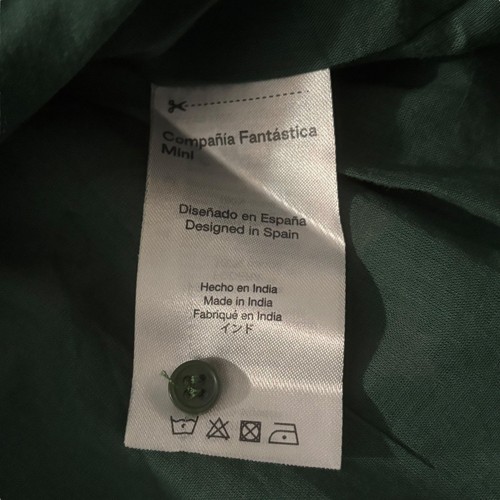 Compañía Fantástica
Mini
Diseñado en España
Designed in Spain
Hecho en India
Made in India
Fabriqué en India
インド